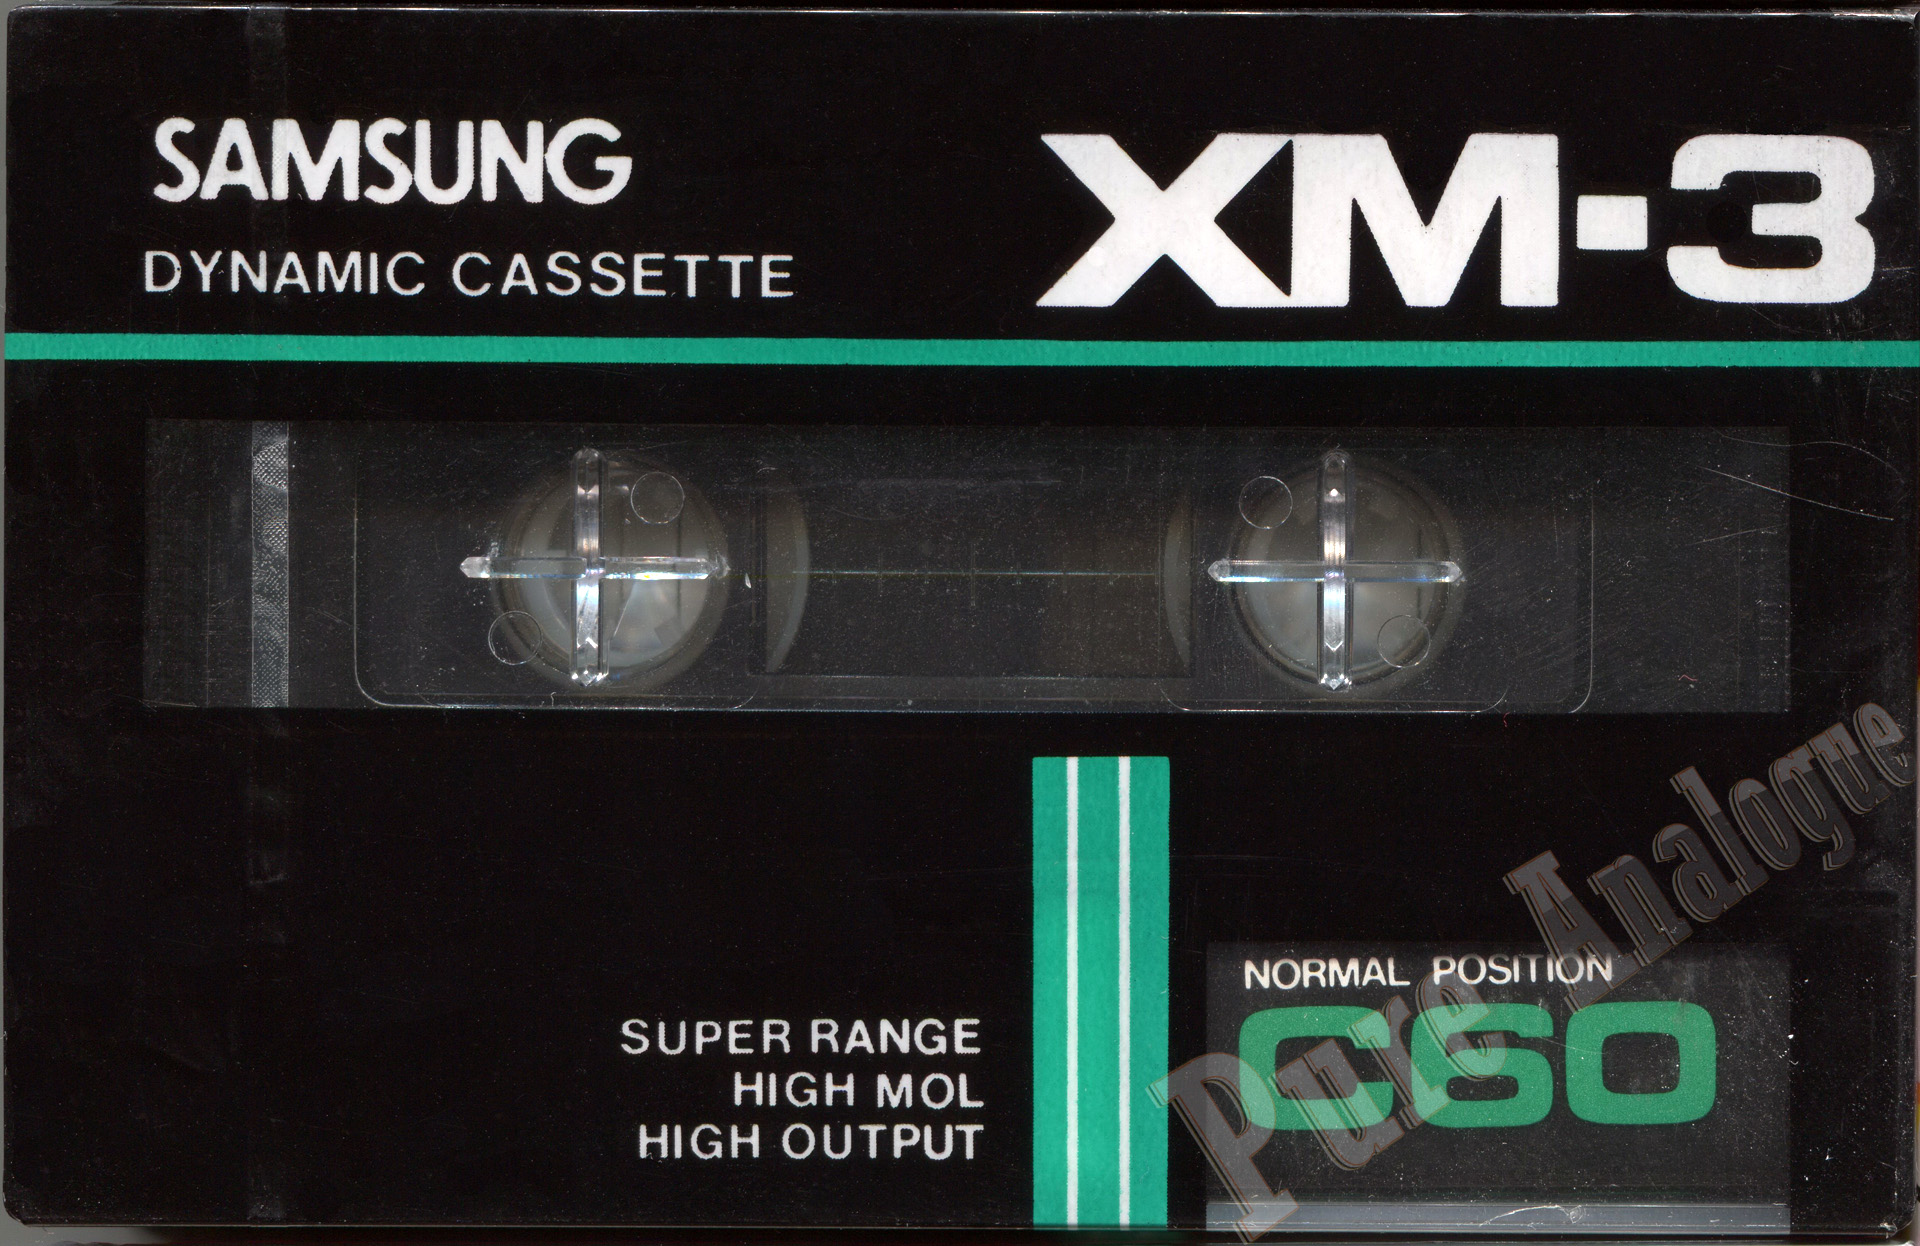 SAMSUNG
XM-3
DYNAMIC CASSETTE
NORMAL POSITION
C60
SUPER RANGE
HIGH MOL
HIGH OUTPUT
Pure Analogue